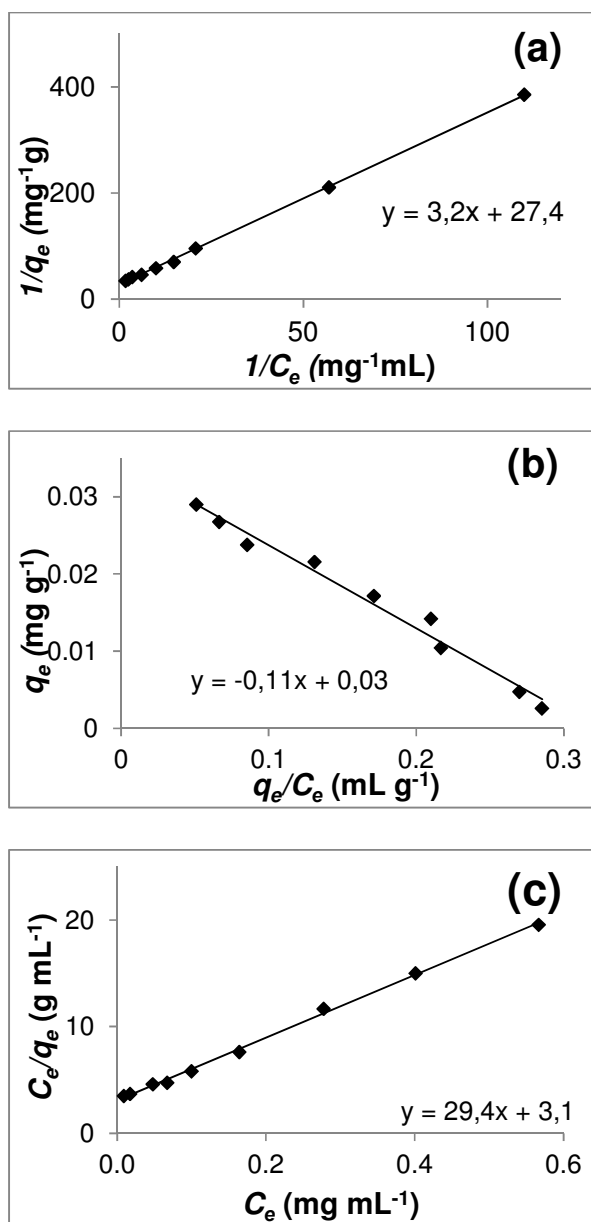 (a)
400
200
0
0
50
100
1/qₑ (mg⁻¹g)
y = 3,2x + 27,4
1/Cₑ (mg⁻¹mL)
(b)
0.03
0.02
0.01
0
0
0.1
0.2
0.3
qₑ (mg g⁻¹)
y = -0,11x + 0,03
qₑ/Cₑ (mL g⁻¹)
(c)
20
10
0
0.0
0.2
0.4
0.6
Cₑ/qₑ (g mL⁻¹)
y = 29,4x + 3,1
Cₑ (mg mL⁻¹)